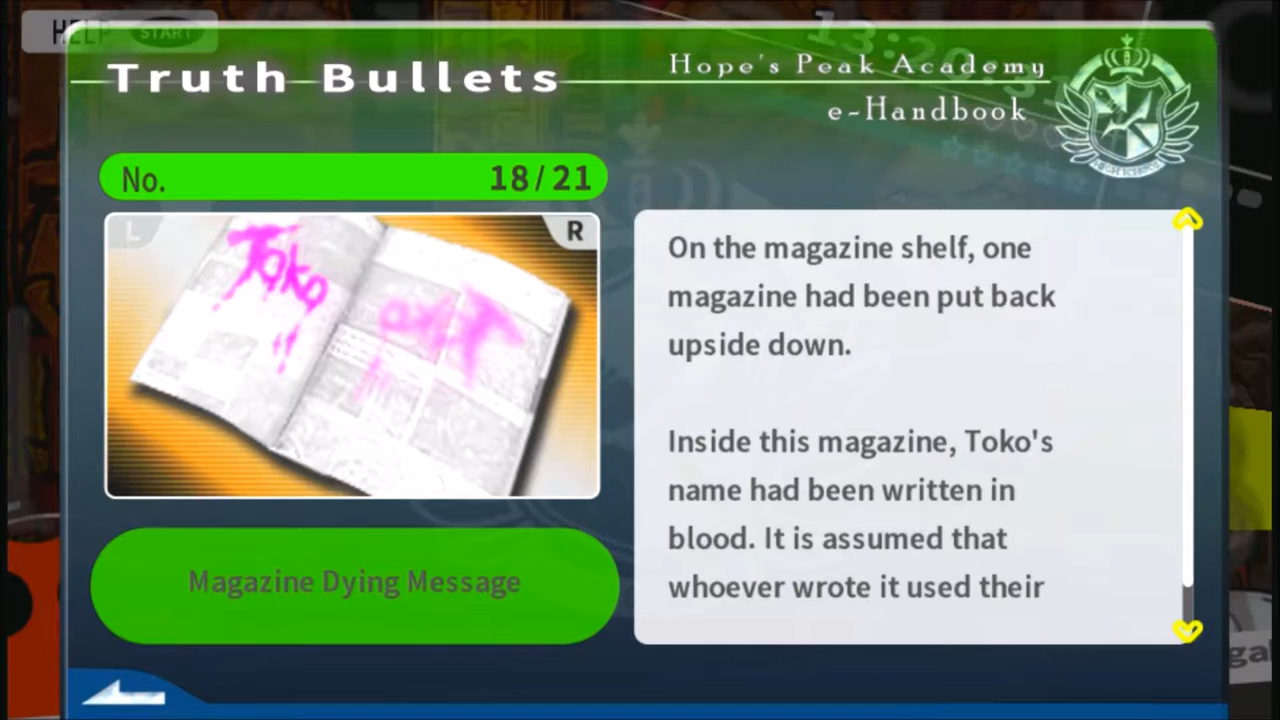 HELP START
Truth Bullets
Hope's Peak Academy
e-Handbook
No. 18/21
L
R
Toko
On the magazine shelf, one
magazine had been put back
upside down.
Inside this magazine, Toko's
name had been written in
blood. It is assumed that
whoever wrote it used their
Magazine Dying Message